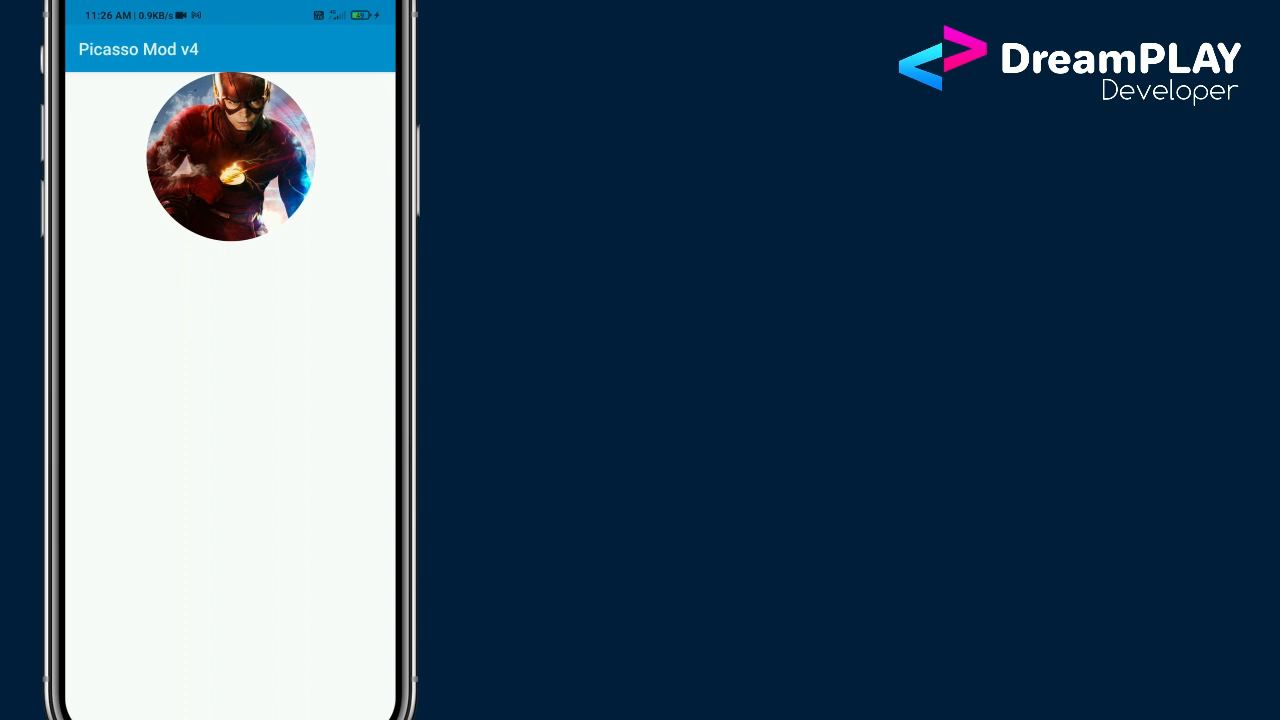 11:26 AM | 0.9KB/s
Picasso Mod v4
DreamPLAY
Developer